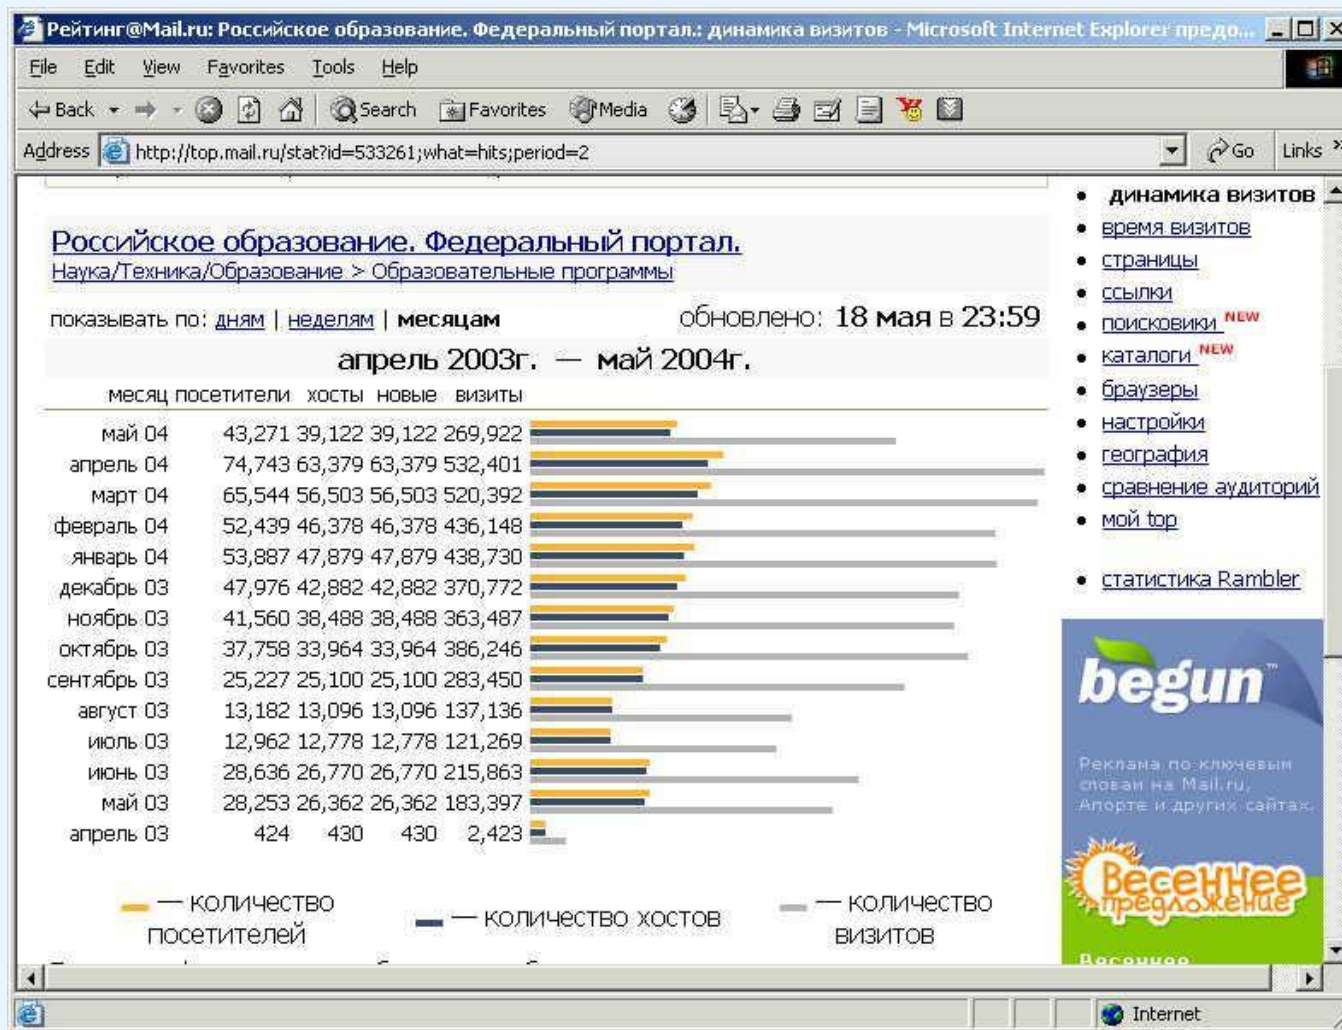 Рейтинг@Mail.ru: Российское образование. Федеральный портал.: динамика визитов - Microsoft Internet Explorer предо...
File Edit View Favorites Tools Help
Back Search Favorites Media
Address http://top.mail.ru/stat?id=533261;what=hits;period=2 Go Links »
Российское образование. Федеральный портал.
Наука/Техника/Образование > Образовательные программы
показывать по: дням | неделям | месяцам обновлено: 18 мая в 23:59
апрель 2003г. — май 2004г.
месяц посетители хосты новые визиты
май 04 43,271 39,122 39,122 269,922
апрель 04 74,743 63,379 63,379 532,401
март 04 65,544 56,503 56,503 520,392
февраль 04 52,439 46,378 46,378 436,148
январь 04 53,887 47,879 47,879 438,730
декабрь 03 47,976 42,882 42,882 370,772
ноябрь 03 41,560 38,488 38,488 363,487
октябрь 03 37,758 33,964 33,964 386,246
сентябрь 03 25,227 25,100 25,100 283,450
август 03 13,182 13,096 13,096 137,136
июль 03 12,962 12,778 12,778 121,269
июнь 03 28,636 26,770 26,770 215,863
май 03 28,253 26,362 26,362 183,397
апрель 03 424 430 430 2,423
— количество посетителей
— количество хостов
— количество визитов
• динамика визитов
• время визитов
• страницы
• ссылки
• поисковики NEW
• каталоги NEW
• браузеры
• настройки
• география
• сравнение аудиторий
• мой top
• статистика Rambler
begun™
Реклама по ключевым
словам на Mail.ru,
Апорте и других сайтах.
Весеннее
предложение
Весеннее
Internet